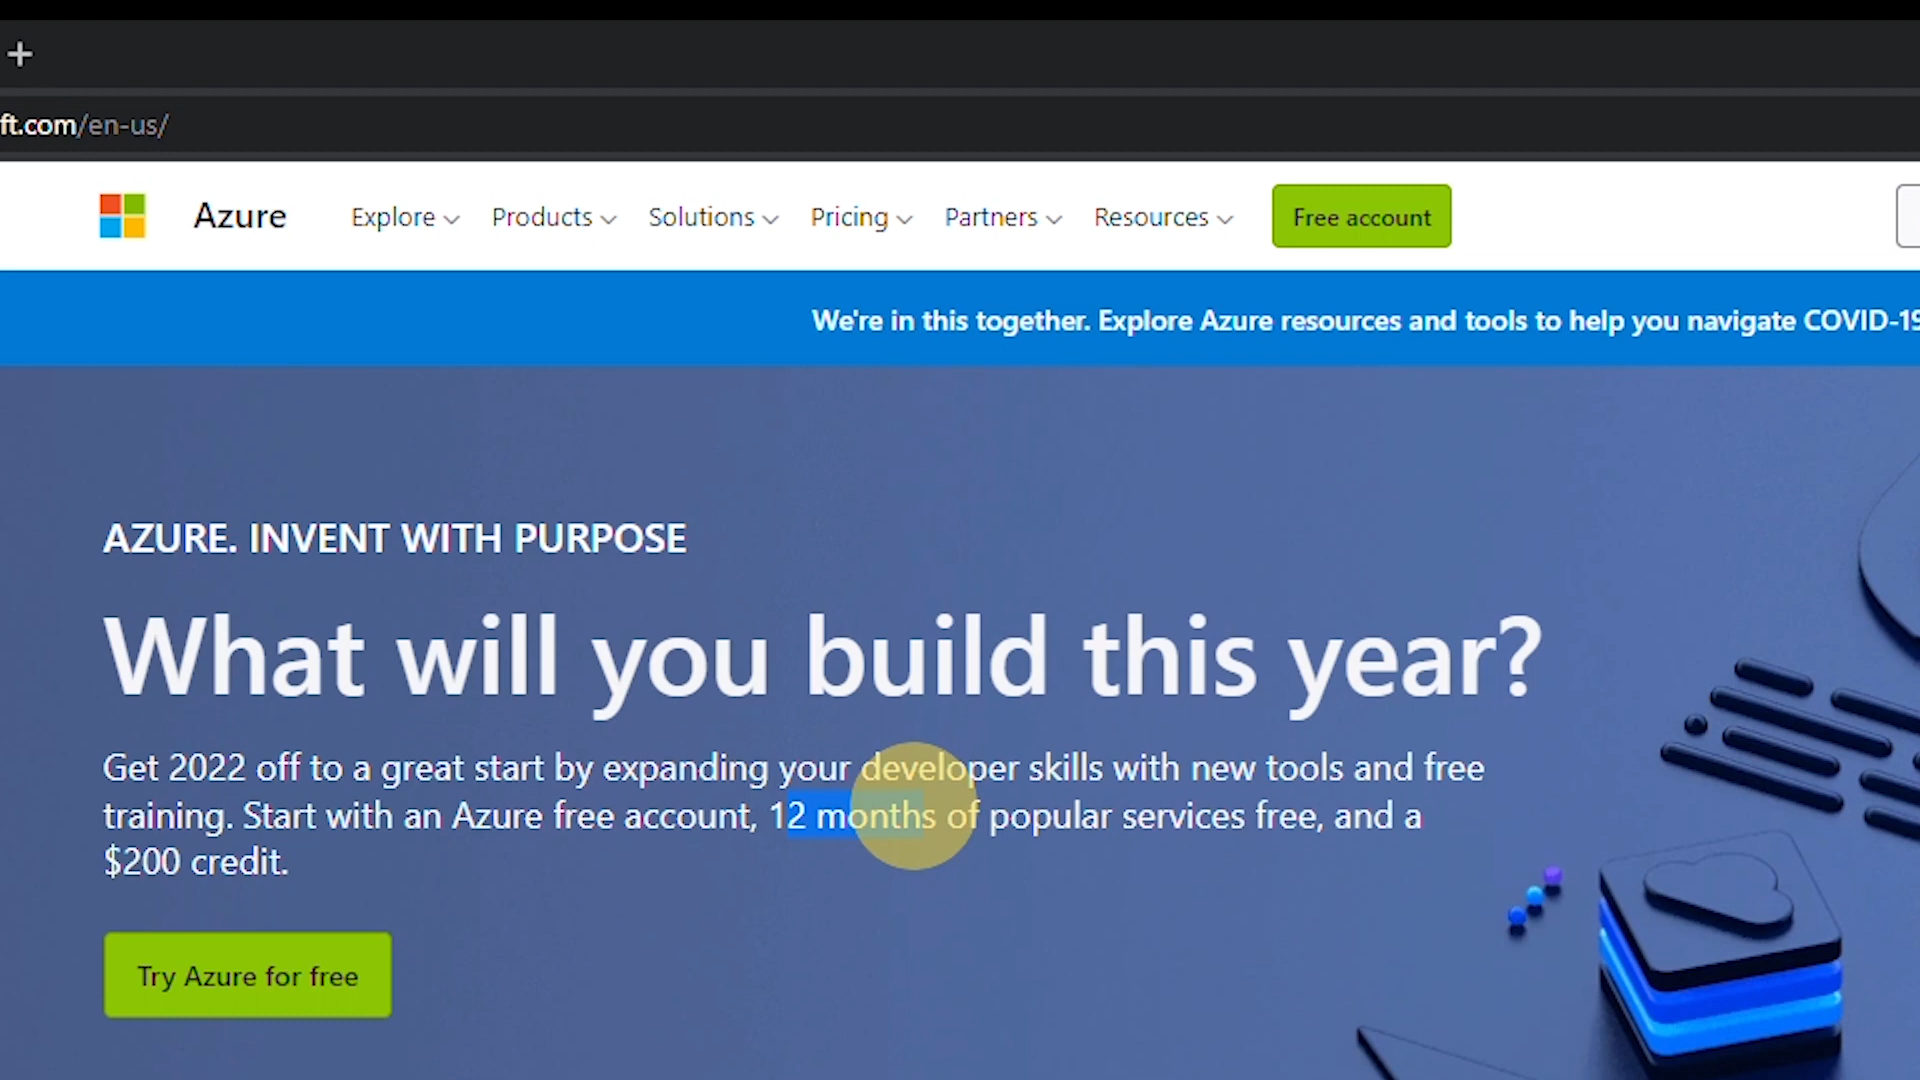 ft.com/en-us/
Azure Explore Products Solutions Pricing Partners Resources Free account
We're in this together. Explore Azure resources and tools to help you navigate COVID-19
AZURE. INVENT WITH PURPOSE
What will you build this year?
Get 2022 off to a great start by expanding your developer skills with new tools and free
training. Start with an Azure free account, 12 months of popular services free, and a
$200 credit.
Try Azure for free